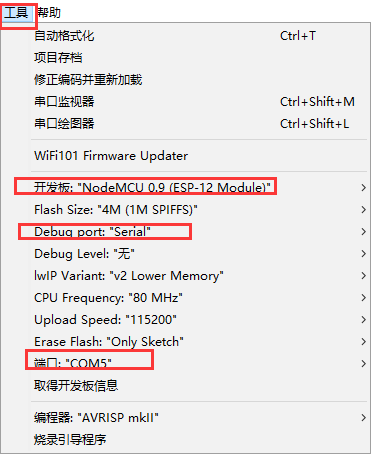 工具 帮助
自动格式化 Ctrl+T
项目存档
修正编码并重新加载
串口监视器 Ctrl+Shift+M
串口绘图器 Ctrl+Shift+L
WiFi101 Firmware Updater
开发板: "NodeMCU 0.9 (ESP-12 Module)"
Flash Size: "4M (1M SPIFFS)"
Debug port: "Serial"
Debug Level: "无"
lwIP Variant: "v2 Lower Memory"
CPU Frequency: "80 MHz"
Upload Speed: "115200"
Erase Flash: "Only Sketch"
端口: "COM5"
取得开发板信息
编程器: "AVRISP mkII"
烧录引导程序